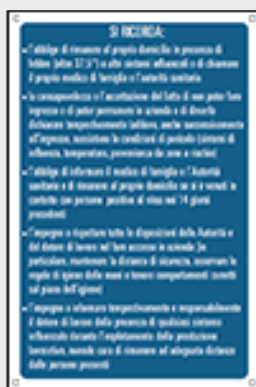 SI RICORDA:
• l'obbligo di rimanere al proprio domicilio in presenza di
febbre (oltre 37.5°) o altri sintomi influenzali e di chiamare
il proprio medico di famiglia e l'autorità sanitaria
• la consapevolezza e l'accettazione del fatto di non poter fare
ingresso o di poter permanere in azienda e di doverlo
dichiarare tempestivamente laddove, anche successivamente
all'ingresso, sussistano le condizioni di pericolo (sintomi di
influenza, temperatura, provenienza da zone a rischio)
• l'obbligo di informare il medico di famiglia e l'Autorità
sanitaria e di rimanere al proprio domicilio se si è venuti in
contatto con persone positive al virus nei 14 giorni
precedenti
• l'impegno a rispettare tutte le disposizioni delle Autorità e
del datore di lavoro nel fare accesso in azienda (in
particolare, mantenere la distanza di sicurezza, osservare le
regole di igiene delle mani e tenere comportamenti corretti
sul piano dell'igiene)
• l'impegno a informare tempestivamente e responsabilmente
il datore di lavoro della presenza di qualsiasi sintomo
influenzale durante l'espletamento della prestazione
lavorativa, avendo cura di rimanere ad adeguata distanza
dalle persone presenti